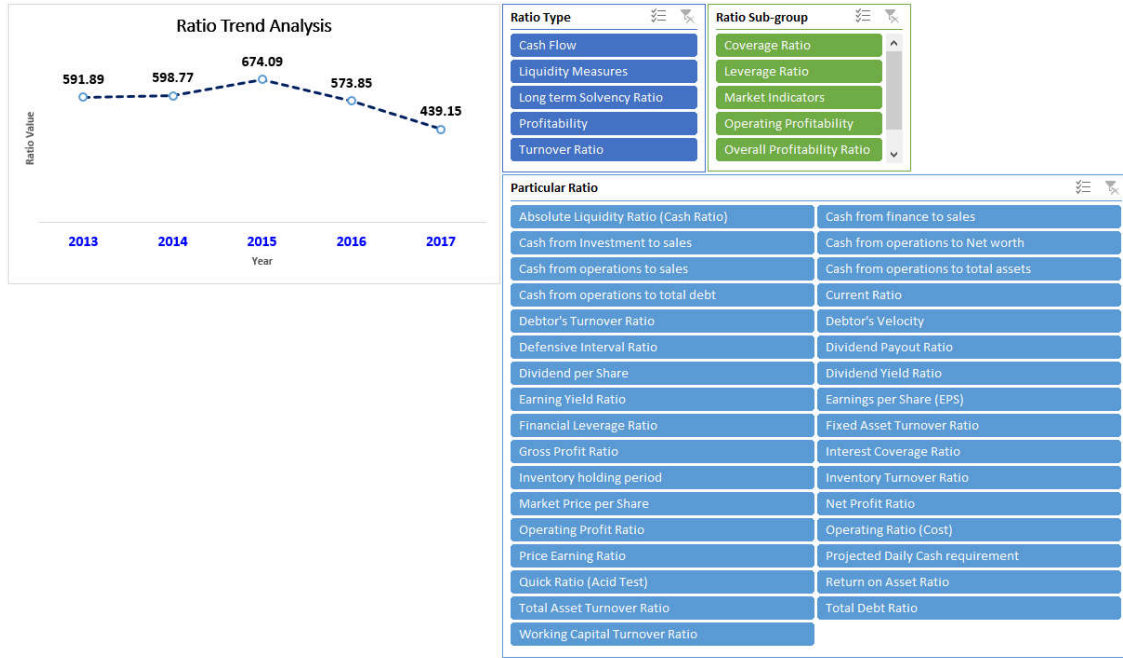 Ratio Trend Analysis
591.89
598.77
674.09
573.85
439.15
Ratio Value
2013 2014 2015 2016 2017
Year
Ratio Type
Cash Flow
Liquidity Measures
Long term Solvency Ratio
Profitability
Turnover Ratio
Ratio Sub-group
Coverage Ratio
Leverage Ratio
Market Indicators
Operating Profitability
Overall Profitability Ratio
Particular Ratio
Absolute Liquidity Ratio (Cash Ratio) Cash from finance to sales
Cash from Investment to sales Cash from operations to Net worth
Cash from operations to sales Cash from operations to total assets
Cash from operations to total debt Current Ratio
Debtor's Turnover Ratio Debtor's Velocity
Defensive Interval Ratio Dividend Payout Ratio
Dividend per Share Dividend Yield Ratio
Earning Yield Ratio Earnings per Share (EPS)
Financial Leverage Ratio Fixed Asset Turnover Ratio
Gross Profit Ratio Interest Coverage Ratio
Inventory holding period Inventory Turnover Ratio
Market Price per Share Net Profit Ratio
Operating Profit Ratio Operating Ratio (Cost)
Price Earning Ratio Projected Daily Cash requirement
Quick Ratio (Acid Test) Return on Asset Ratio
Total Asset Turnover Ratio Total Debt Ratio
Working Capital Turnover Ratio